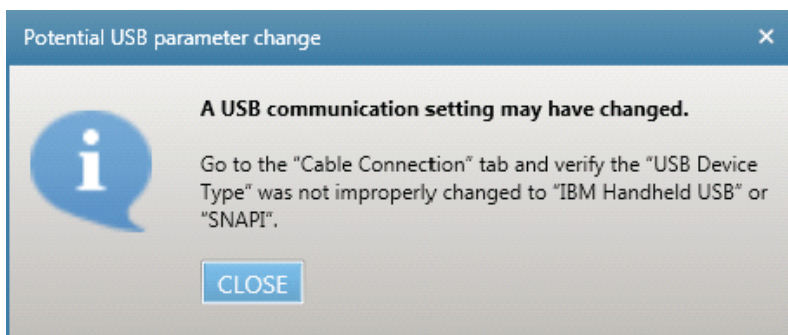 Potential USB parameter change
A USB communication setting may have changed.
Go to the “Cable Connection” tab and verify the “USB Device
Type” was not improperly changed to “IBM Handheld USB” or
“SNAPI”.
CLOSE